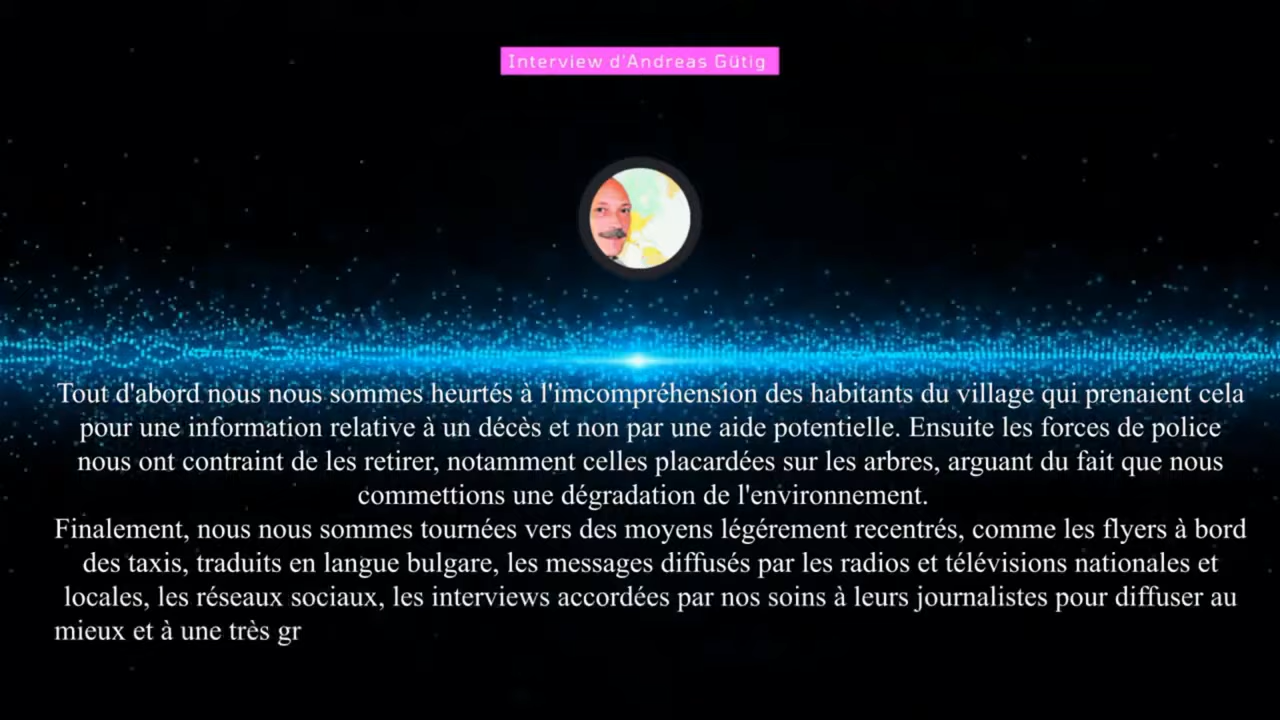 Interview d'Andreas Gütig
Tout d'abord nous nous sommes heurtés à l'imcompréhension des habitants du village qui prenaient cela
pour une information relative à un décès et non par une aide potentielle. Ensuite les forces de police
nous ont contraint de les retirer, notamment celles placardées sur les arbres, arguant du fait que nous
commettions une dégradation de l'environnement.
Finalement, nous nous sommes tournées vers des moyens légérement recentrés, comme les flyers à bord
des taxis, traduits en langue bulgare, les messages diffusés par les radios et télévisions nationales et
locales, les réseaux sociaux, les interviews accordées par nos soins à leurs journalistes pour diffuser au
mieux et à une très gr